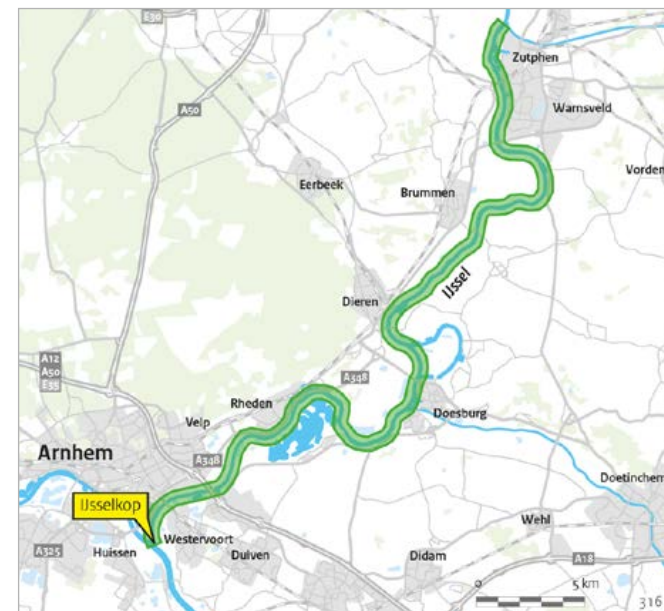 E30
Zutphen
A50
Warnsveld
Eerbeek
Brummen
Vorden
IJssel
Dieren
A12
A50
E35
A348
Rheden
Velp
Doesburg
Arnhem
A348
Doetinchem
IJsselkop
Wehl
A325
Huissen
Westervoort
Duiven
Didam
A18
0
5 km
316